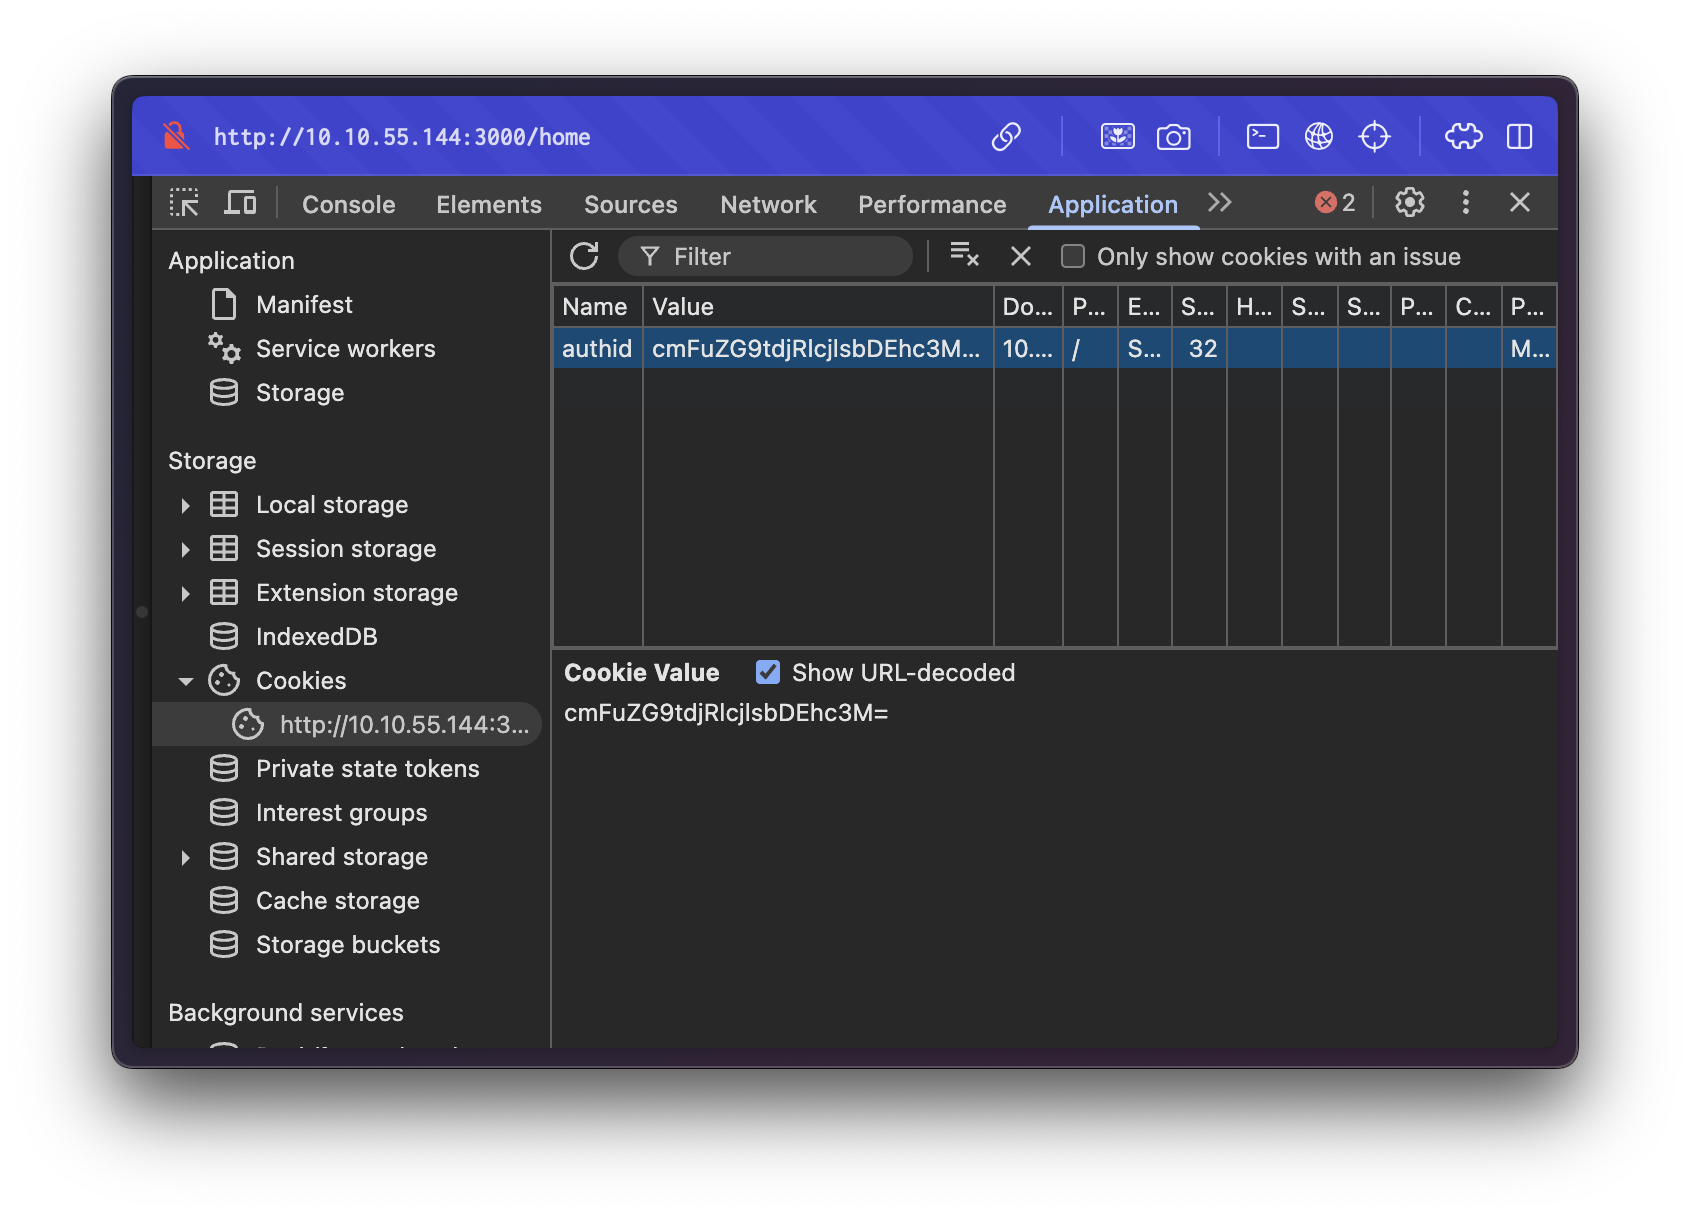 http://10.10.55.144:3000/home
Console Elements Sources Network Performance Application 2
Application
Manifest
Service workers
Storage
Storage
Local storage
Session storage
Extension storage
IndexedDB
Cookies
http://10.10.55.144:3...
Private state tokens
Interest groups
Shared storage
Cache storage
Storage buckets
Background services
Filter Only show cookies with an issue
Name Value Do... P... E... S... H... S... S... P... C... P...
authid cmFuZG9tdjRlcjlsbDEhc3M... 10.... / S... 32 M...
Cookie Value Show URL-decoded
cmFuZG9tdjRlcjlsbDEhc3M=